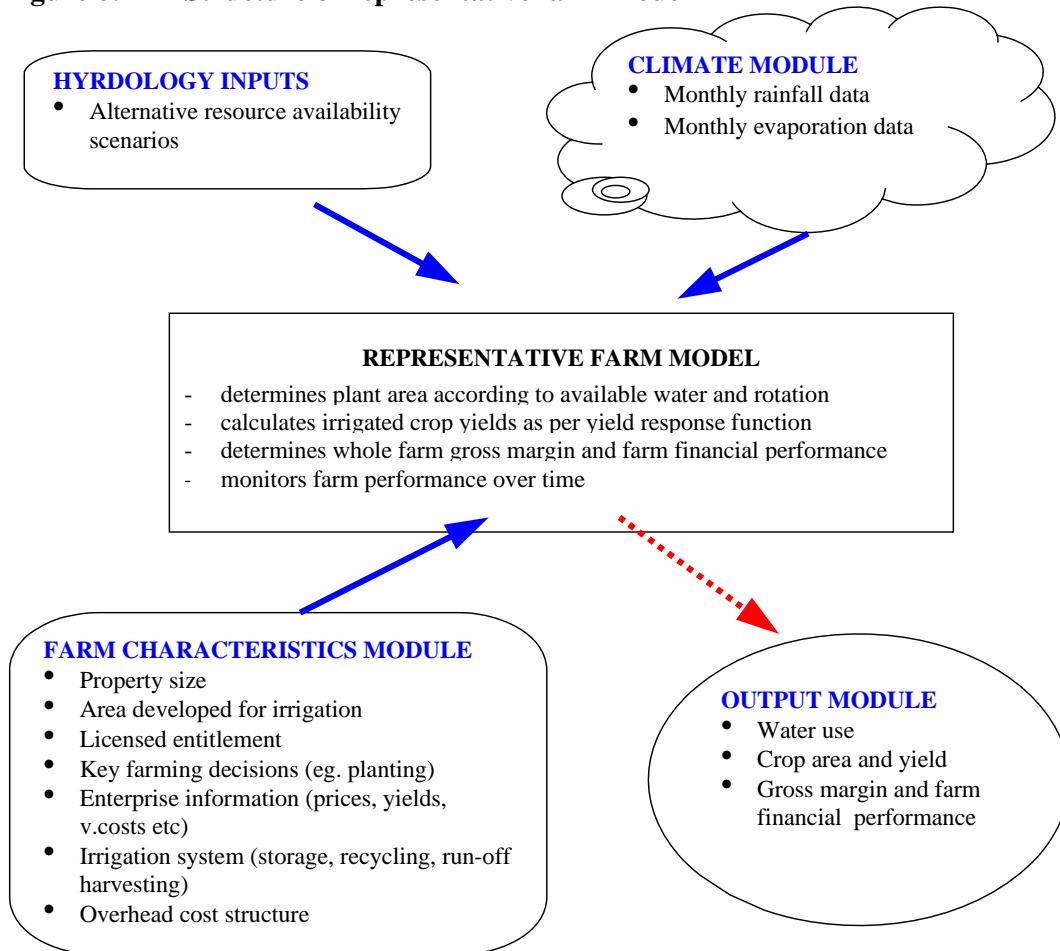 HYRDOLOGY INPUTS
• Alternative resource availability
scenarios
CLIMATE MODULE
• Monthly rainfall data
• Monthly evaporation data
REPRESENTATIVE FARM MODEL
- determines plant area according to available water and rotation
- calculates irrigated crop yields as per yield response function
- determines whole farm gross margin and farm financial performance
- monitors farm performance over time
FARM CHARACTERISTICS MODULE
• Property size
• Area developed for irrigation
• Licensed entitlement
• Key farming decisions (eg. planting)
• Enterprise information (prices, yields,
v.costs etc)
• Irrigation system (storage, recycling, run-off
harvesting)
• Overhead cost structure
OUTPUT MODULE
• Water use
• Crop area and yield
• Gross margin and farm
financial performance